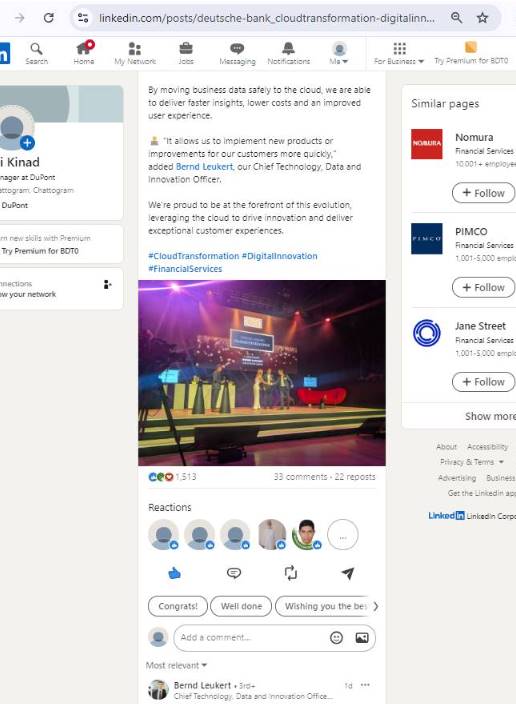 linkedin.com/posts/deutsche-bank_cloudtransformation-digitalinn...
Search
Home
My Network
Jobs
Messaging
Notifications
Me
For Business
Try Premium for BDT0
i Kinad
nager at DuPont
attogram, Chattogram
DuPont
rn new skills with Premium
Try Premium for BDT0
nnections
ow your network
By moving business data safely to the cloud, we are able
to deliver faster insights, lower costs and an improved
user experience.
"It allows us to implement new products or
improvements for our customers more quickly,"
added Bernd Leukert, our Chief Technology, Data and
Innovation Officer.
We're proud to be at the forefront of this evolution,
leveraging the cloud to drive innovation and deliver
exceptional customer experiences.
#CloudTransformation #DigitalInnovation
#FinancialServices
1,513
33 comments · 22 reposts
Reactions
...
Congrats!
Well done
Wishing you the bes
Add a comment...
Most relevant
Bernd Leukert • 3rd+
1d
Chief Technology, Data and Innovation Office...
Similar pages
NOMURA
Nomura
Financial Services
10,001+ employee
+ Follow
PIMCO
PIMCO
Financial Services
1,001-5,000 emplo
+ Follow
Jane Street
Financial Services
1,001-5,000 emplo
+ Follow
Show more
About Accessibility
Privacy & Terms
Advertising Business
Get the LinkedIn app
LinkedIn LinkedIn Corpo